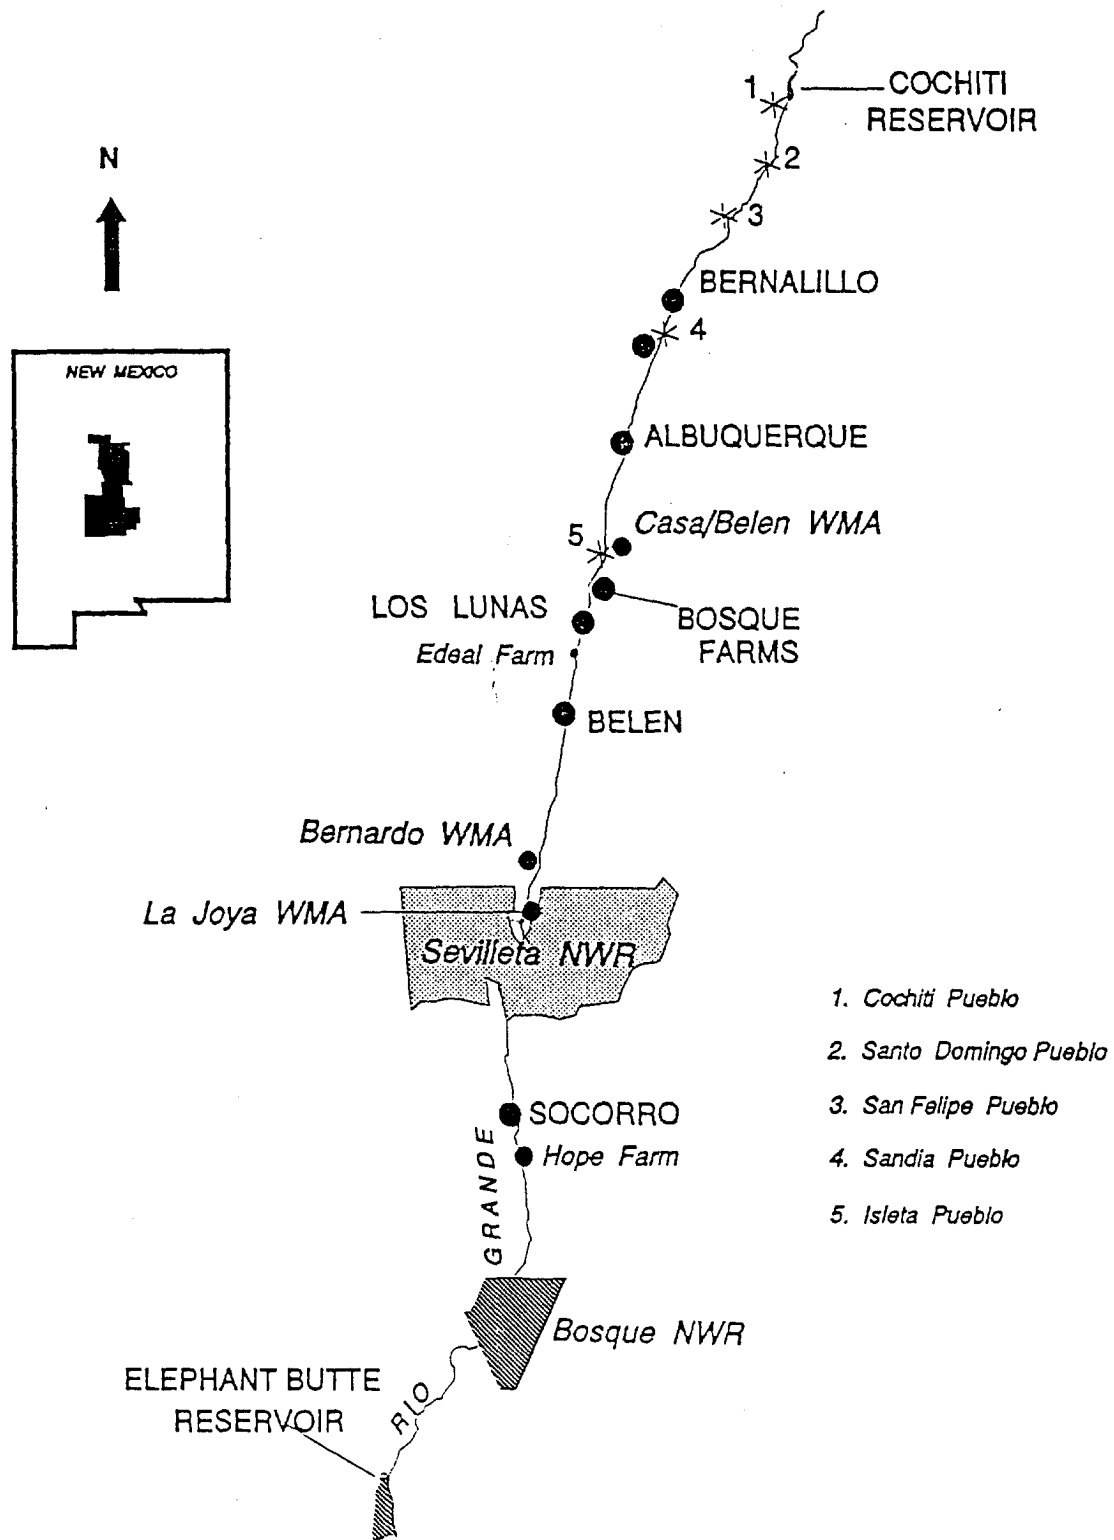 1
COCHITI
RESERVOIR
N
2
3
BERNALILLO
4
NEW MEXICO
ALBUQUERQUE
Casa/Belen WMA
5
LOS LUNAS
BOSQUE
FARMS
Edeal Farm
BELEN
Bernardo WMA
La Joya WMA
Sevilleta NWR
1. Cochiti Pueblo
2. Santo Domingo Pueblo
3. San Felipe Pueblo
4. Sandia Pueblo
5. Isleta Pueblo
SOCORRO
Hope Farm
RIO GRANDE
Bosque NWR
ELEPHANT BUTTE
RESERVOIR